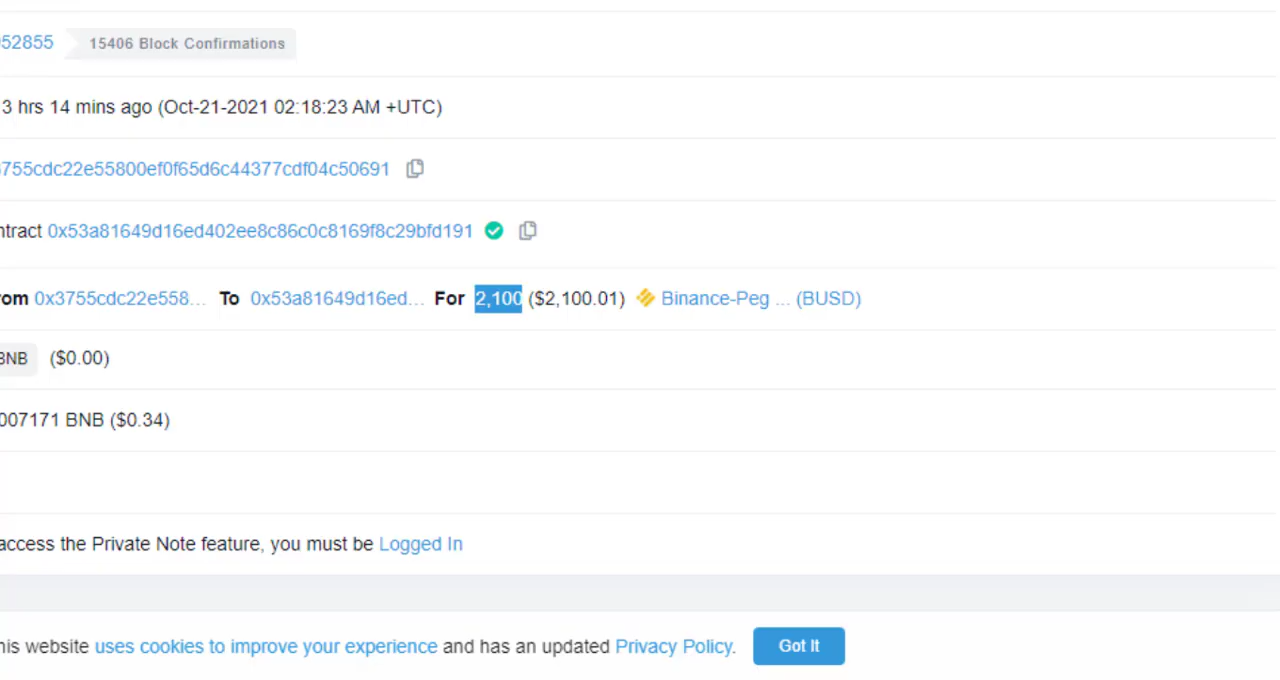 52855 15406 Block Confirmations
3 hrs 14 mins ago (Oct-21-2021 02:18:23 AM +UTC)
755cdc22e55800ef0f65d6c44377cdf04c50691
ntract 0x53a81649d16ed402ee8c86c0c8169f8c29bfd191
om 0x3755cdc22e558... To 0x53a81649d16ed... For 2,100 ($2,100.01) Binance-Peg ... (BUSD)
BNB ($0.00)
007171 BNB ($0.34)
access the Private Note feature, you must be Logged In
his website uses cookies to improve your experience and has an updated Privacy Policy. Got It